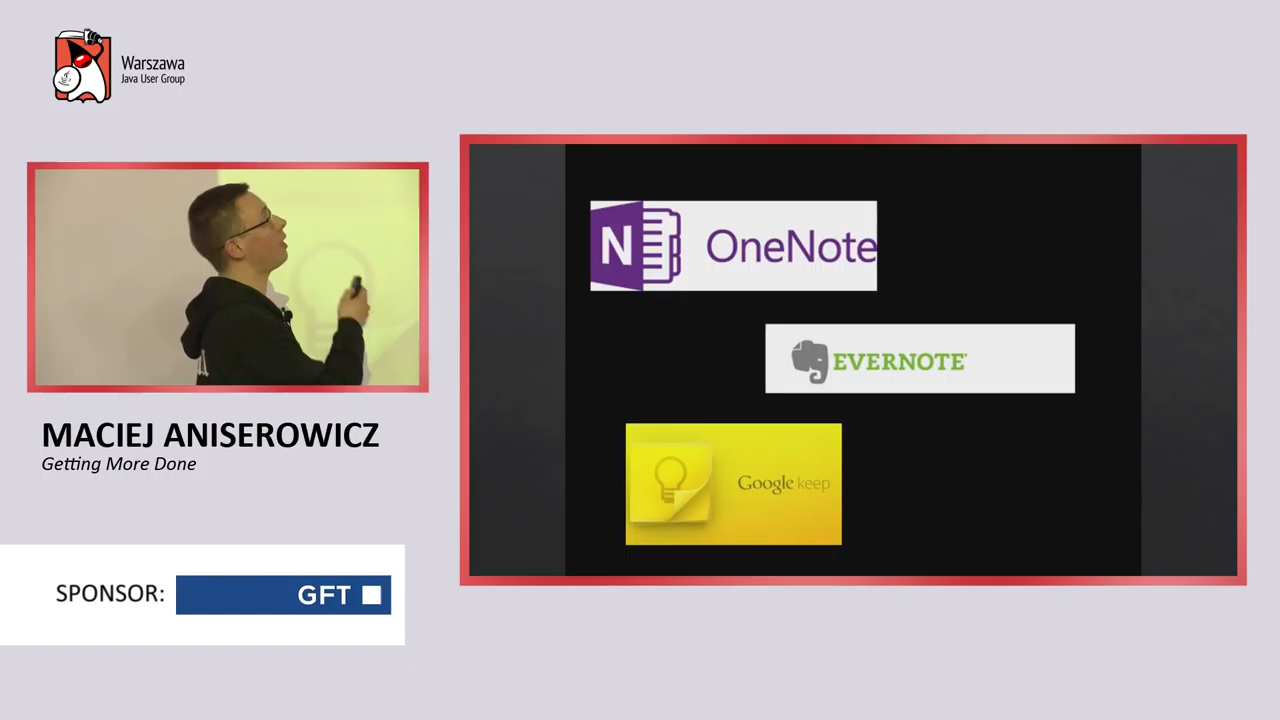 Warszawa
Java User Group
N OneNote
EVERNOTE
Google keep
MACIEJ ANISEROWICZ
Getting More Done
SPONSOR: GFT